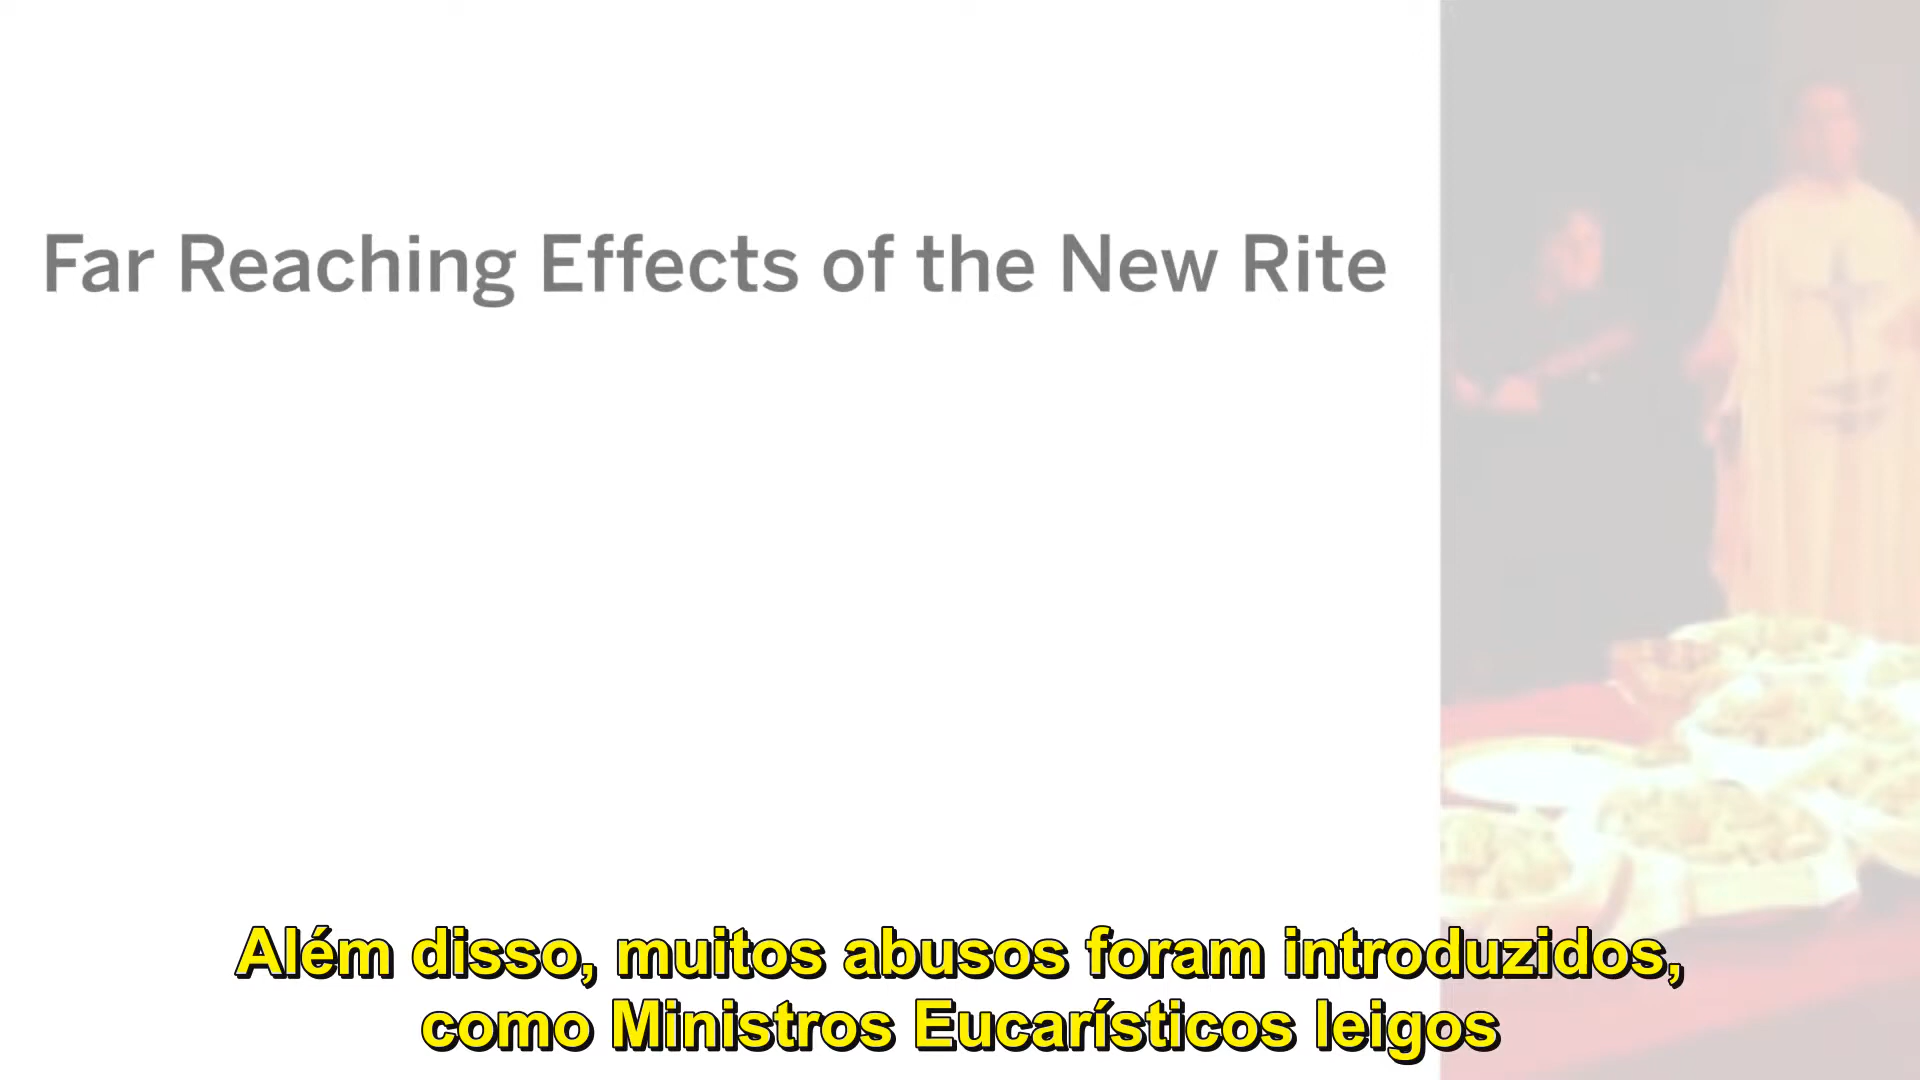 Far Reaching Effects of the New Rite
Além disso, muitos abusos foram introduzidos,
como Ministros Eucarísticos leigos